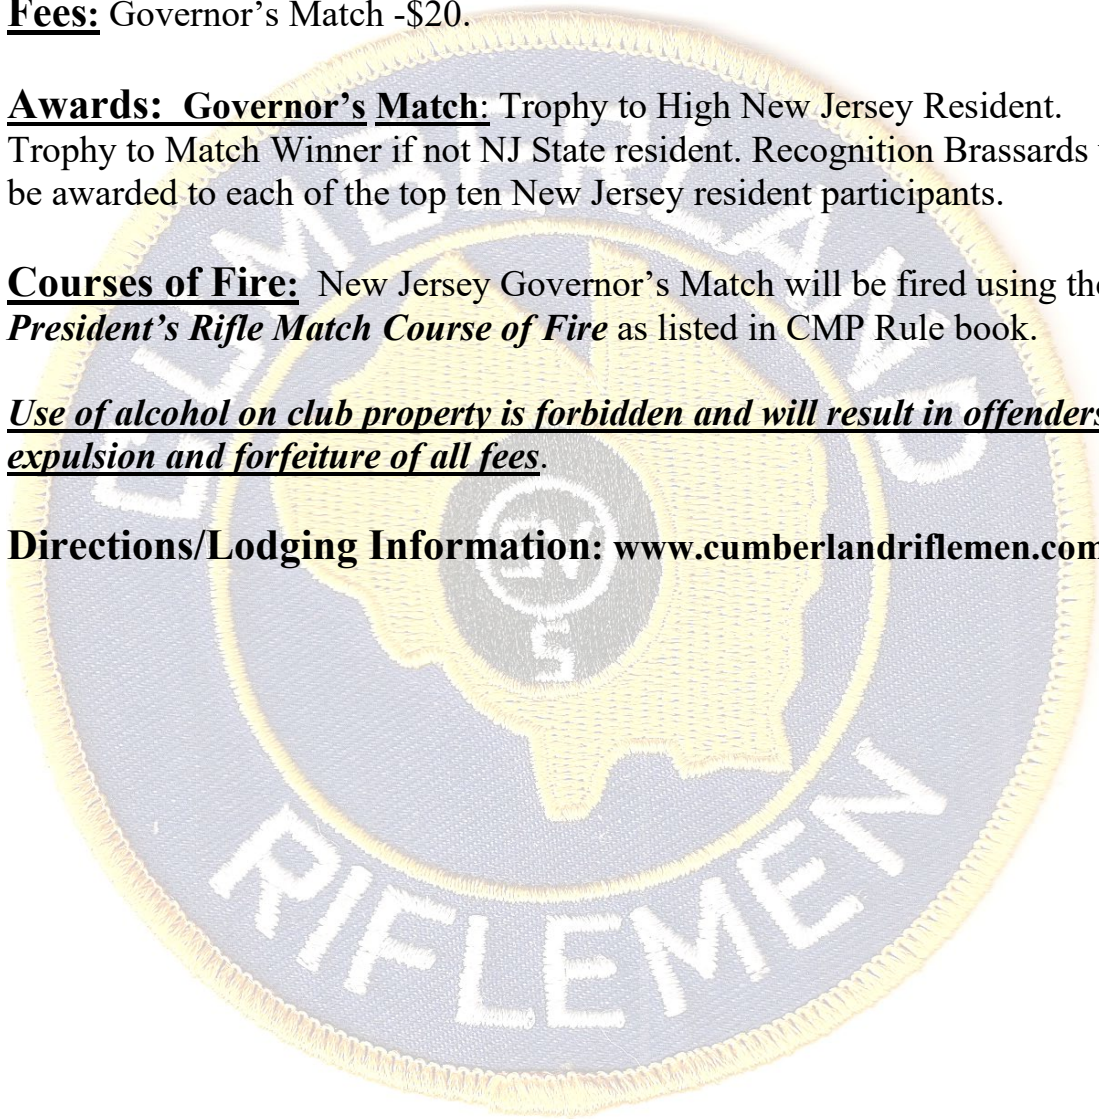 Fees: Governor’s Match -$20.
Awards: Governor’s Match: Trophy to High New Jersey Resident.
Trophy to Match Winner if not NJ State resident. Recognition Brassards
be awarded to each of the top ten New Jersey resident participants.
Courses of Fire: New Jersey Governor’s Match will be fired using the
President’s Rifle Match Course of Fire as listed in CMP Rule book.
Use of alcohol on club property is forbidden and will result in offenders
expulsion and forfeiture of all fees.
Directions/Lodging Information: www.cumberlandriflemen.com
CUMBERLAND
RIFLEMEN